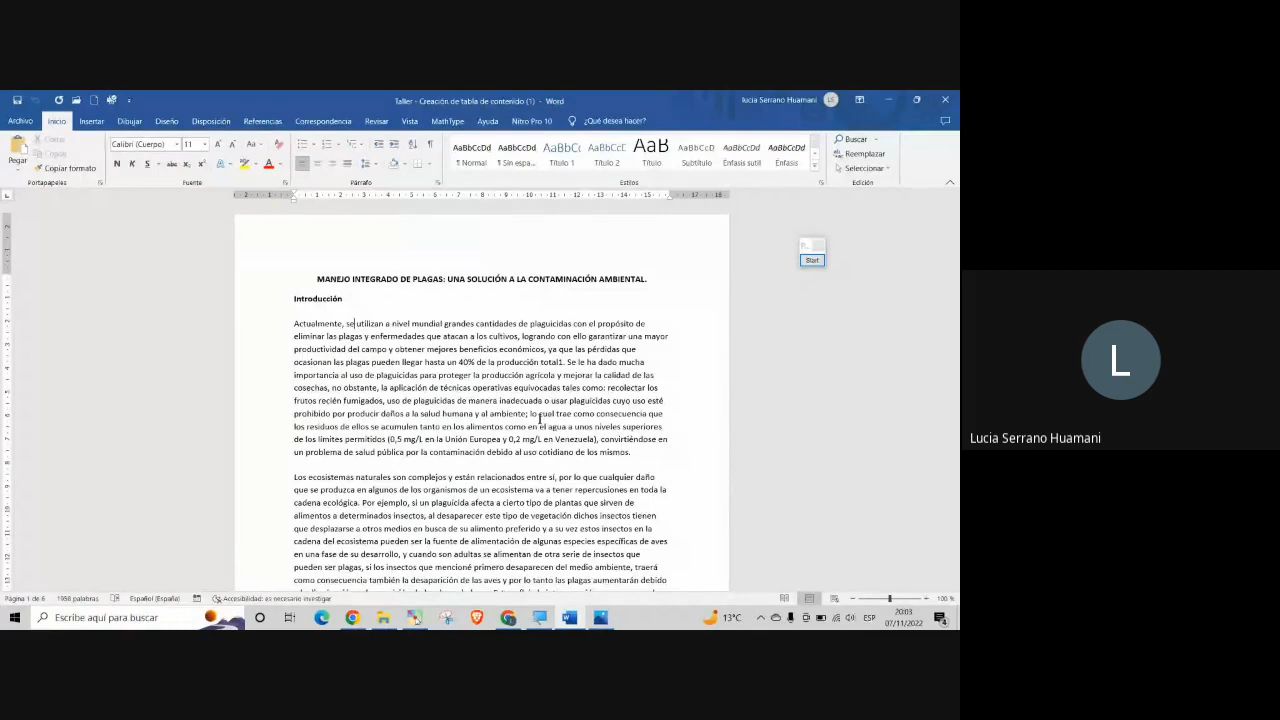 Taller - Creación de tabla de contenido (1) - Word
lucia Serrano Huamani
LS
Archivo Inicio Insertar Dibujar Diseño Disposición Referencias Correspondencia Revisar Vista MathType Ayuda Nitro Pro 10 ¿Qué desea hacer?
Pegar
Cortar
Copiar
Copiar formato
Portapapeles
Calibri (Cuerpo) 11
N K S abc x₂ x²
Fuente
Párrafo
AaBbCcDd AaBbCcDd AaBbCc AaBbCcC AaB AaBbCcD AaBbCcDd AaBbCcDd
¶ Normal ¶ Sin espa... Título 1 Título 2 Título Subtítulo Énfasis sutil Énfasis
Estilos
Buscar
Reemplazar
Seleccionar
Edición
Start
MANEJO INTEGRADO DE PLAGAS: UNA SOLUCIÓN A LA CONTAMINACIÓN AMBIENTAL.
Introducción
Actualmente, se utilizan a nivel mundial grandes cantidades de plaguicidas con el propósito de
eliminar las plagas y enfermedades que atacan a los cultivos, logrando con ello garantizar una mayor
productividad del campo y obtener mejores beneficios económicos, ya que las pérdidas que
ocasionan las plagas pueden llegar hasta un 40% de la producción total1. Se le ha dado mucha
importancia al uso de plaguicidas para proteger la producción agrícola y mejorar la calidad de las
cosechas, no obstante, la aplicación de técnicas operativas equivocadas tales como: recolectar los
frutos recién fumigados, uso de plaguicidas de manera inadecuada o usar plaguicidas cuyo uso esté
prohibido por producir daños a la salud humana y al ambiente; lo cual trae como consecuencia que
los residuos de ellos se acumulen tanto en los alimentos como en el agua a unos niveles superiores
de los límites permitidos (0,5 mg/L en la Unión Europea y 0,2 mg/L en Venezuela), convirtiéndose en
un problema de salud pública por la contaminación debido al uso cotidiano de los mismos.
Los ecosistemas naturales son complejos y están relacionados entre sí, por lo que cualquier daño
que se produzca en algunos de los organismos de un ecosistema va a tener repercusiones en toda la
cadena ecológica. Por ejemplo, si un plaguicida afecta a cierto tipo de plantas que sirven de
alimentos a determinados insectos, al desaparecer este tipo de vegetación dichos insectos tienen
que desplazarse a otros medios en busca de su alimento preferido y a su vez estos insectos en la
cadena del ecosistema pueden ser la fuente de alimentación de algunas especies específicas de aves
en una fase de su desarrollo, y cuando son adultas se alimentan de otra serie de insectos que
pueden ser plagas, si los insectos que mencioné primero desaparecen del medio ambiente, traerá
como consecuencia también la desaparición de las aves y por lo tanto las plagas aumentarán debido
Página 1 de 6 1958 palabras Español (España) Accesibilidad: es necesario investigar 100 %
Escribe aquí para buscar
13°C ESP 20:03
07/11/2022
L
Lucia Serrano Huamani